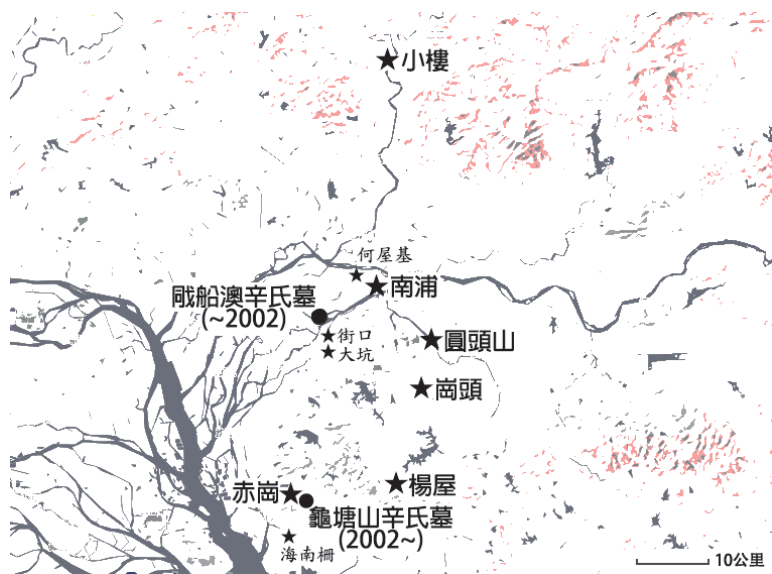 ★小樓
何屋基
★
★南浦
戙船澳辛氏墓
(~2002)
★街口
★大坑
★圓頭山
★崗頭
赤崗★
★楊屋
龜塘山辛氏墓
(2002~)
★
海南柵
10公里